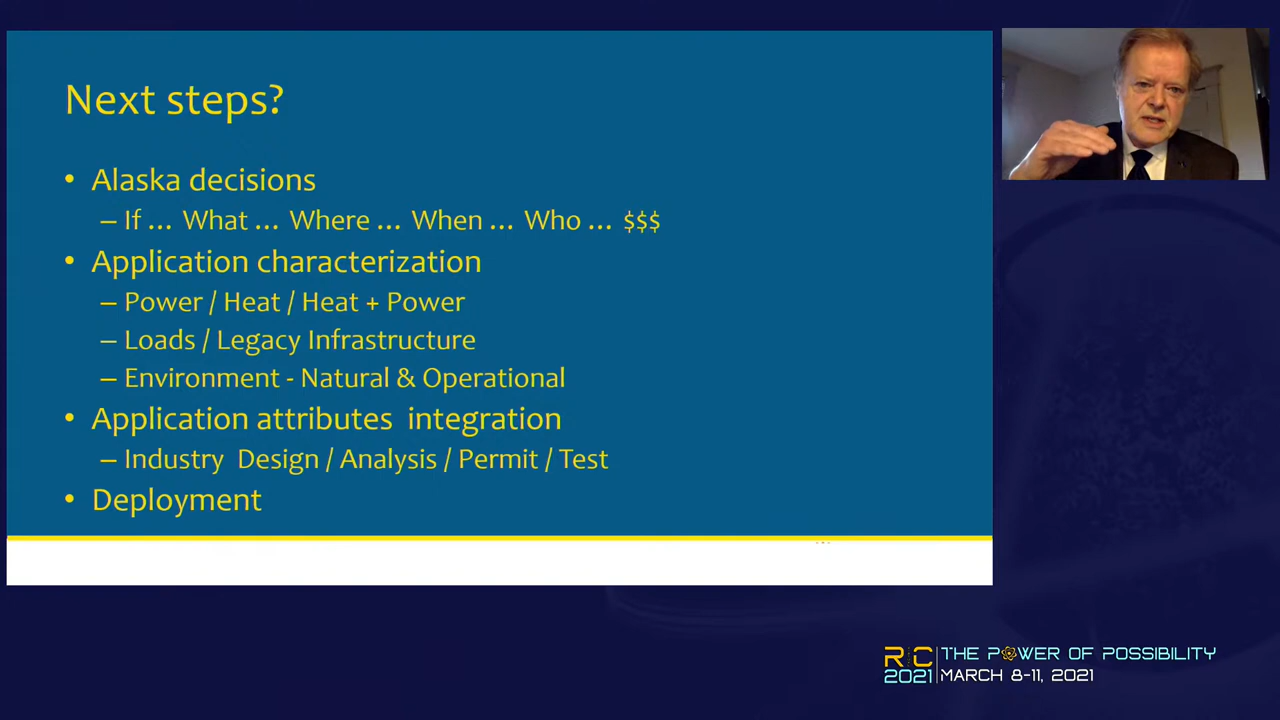 Next steps?
• Alaska decisions
– If ... What ... Where ... When ... Who ... $$$
• Application characterization
– Power / Heat / Heat + Power
– Loads / Legacy Infrastructure
– Environment - Natural & Operational
• Application attributes integration
– Industry Design / Analysis / Permit / Test
• Deployment
2021
THE POWER OF POSSIBILITY
MARCH 8-11, 2021